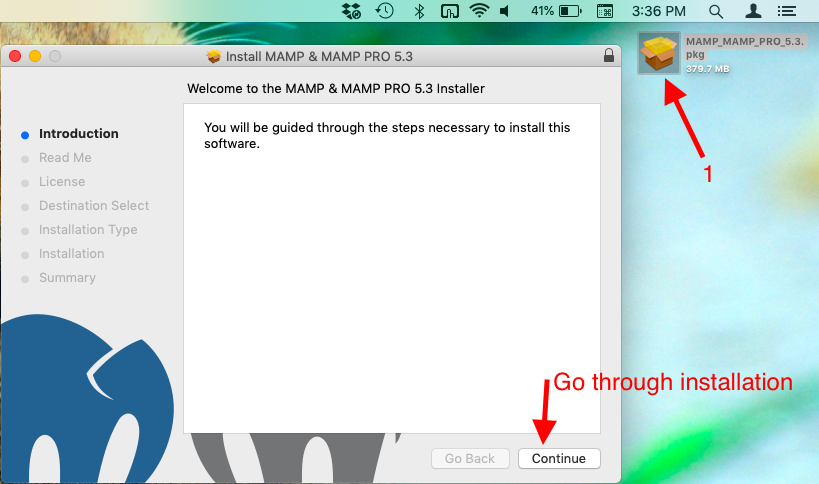 41%
3:36 PM
Install MAMP & MAMP PRO 5.3
MAMP_MAMP_PRO_5.3.
pkg
379.7 MB
Welcome to the MAMP & MAMP PRO 5.3 Installer
You will be guided through the steps necessary to install this
software.
Introduction
Read Me
License
Destination Select
Installation Type
Installation
Summary
1
Go through installation
Go Back
Continue